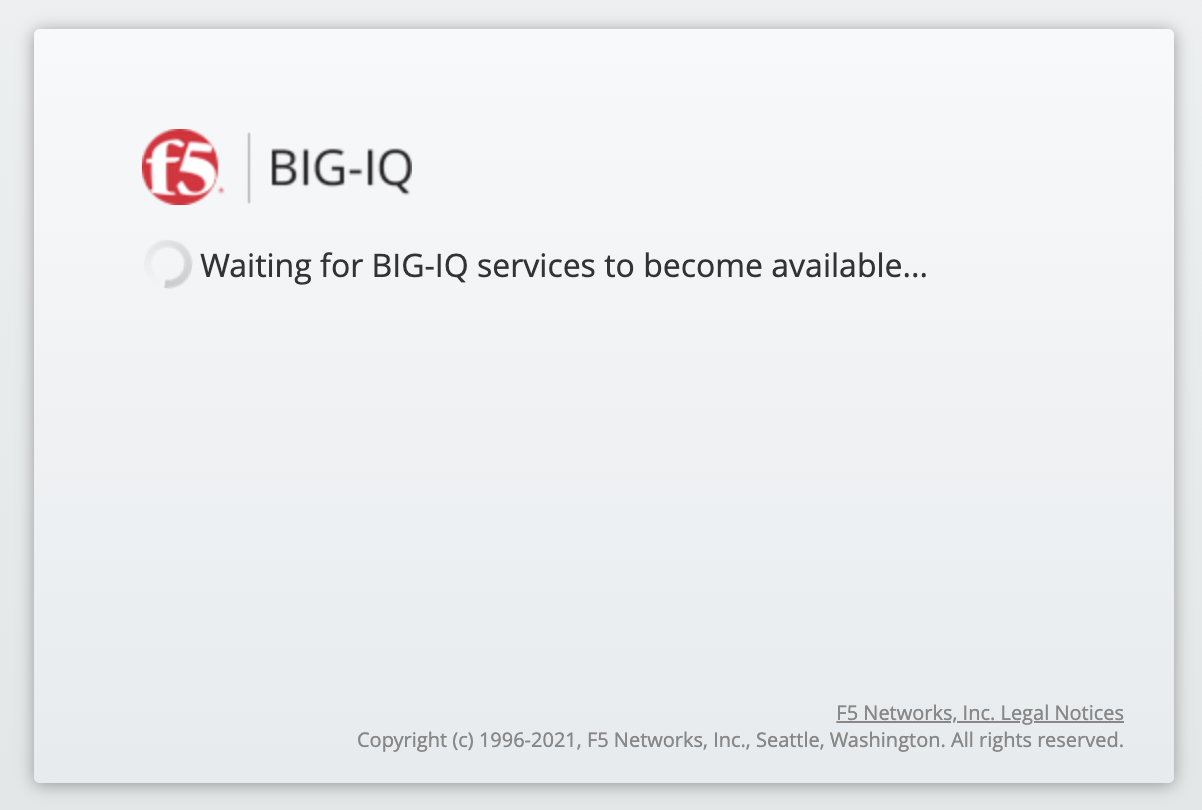 f5 BIG-IQ
Waiting for BIG-IQ services to become available...
F5 Networks, Inc. Legal Notices
Copyright (c) 1996-2021, F5 Networks, Inc., Seattle, Washington. All rights reserved.